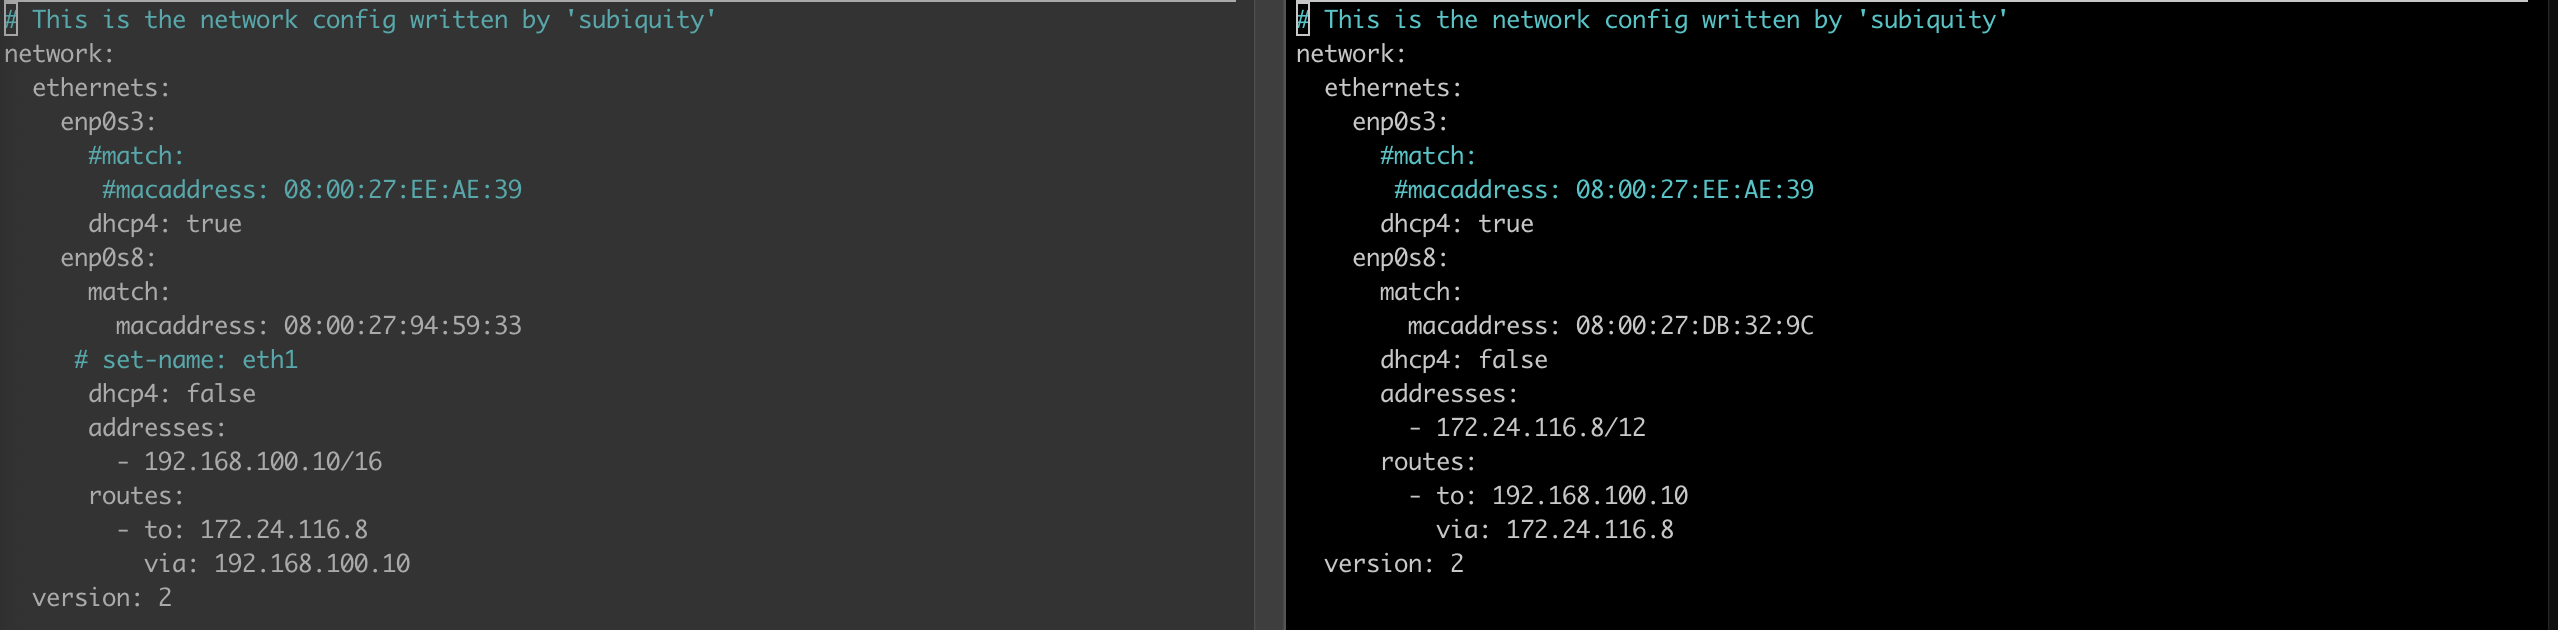 # This is the network config written by 'subiquity'
network:
  ethernets:
    enp0s3:
      #match:
       #macaddress: 08:00:27:EE:AE:39
      dhcp4: true
    enp0s8:
      match:
        macaddress: 08:00:27:94:59:33
     # set-name: eth1
      dhcp4: false
      addresses:
        - 192.168.100.10/16
      routes:
        - to: 172.24.116.8
          via: 192.168.100.10
  version: 2
# This is the network config written by 'subiquity'
network:
  ethernets:
    enp0s3:
      #match:
       #macaddress: 08:00:27:EE:AE:39
      dhcp4: true
    enp0s8:
      match:
        macaddress: 08:00:27:DB:32:9C
      dhcp4: false
      addresses:
        - 172.24.116.8/12
      routes:
        - to: 192.168.100.10
          via: 172.24.116.8
  version: 2